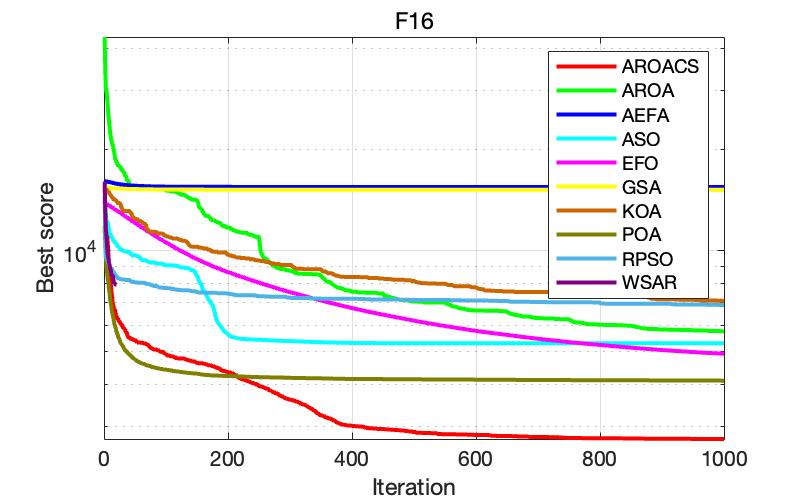 F16
Best score
10^4
AROACS
AROA
AEFA
ASO
EFO
GSA
KOA
POA
RPSO
WSAR
0 200 400 600 800 1000
Iteration